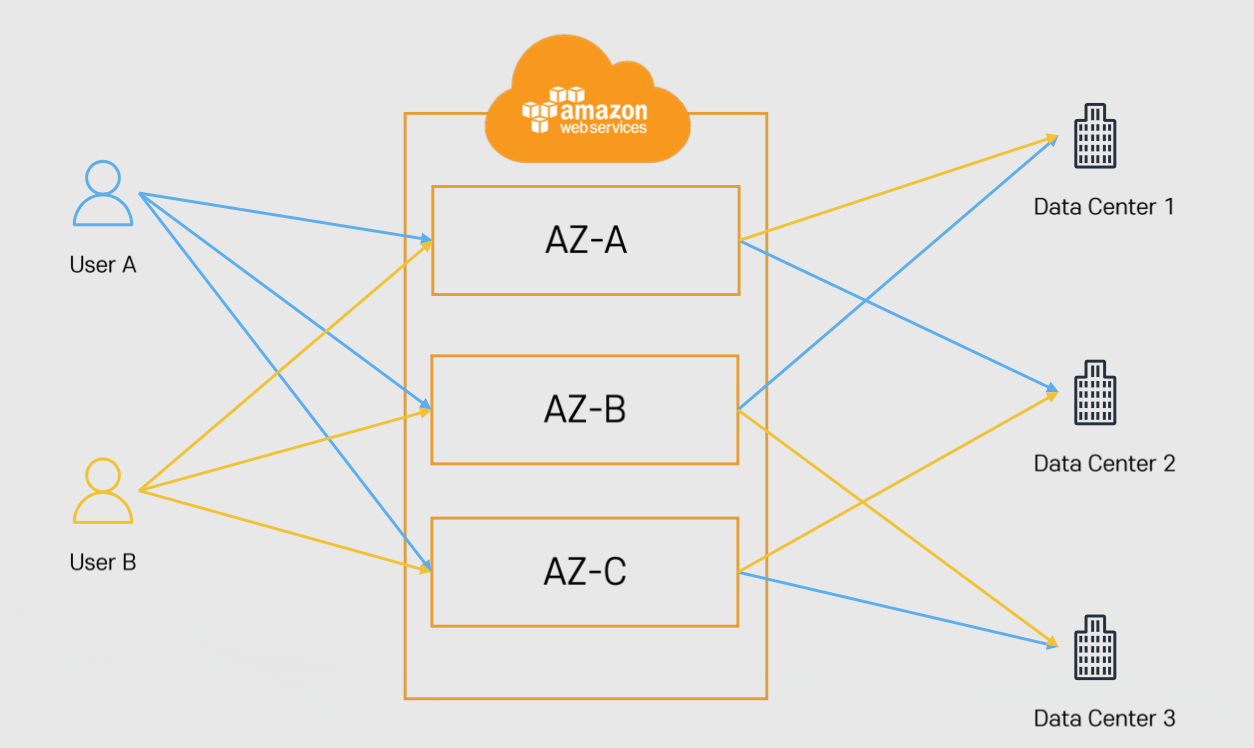 amazon
web services
User A
AZ-A
Data Center 1
AZ-B
Data Center 2
User B
AZ-C
Data Center 3